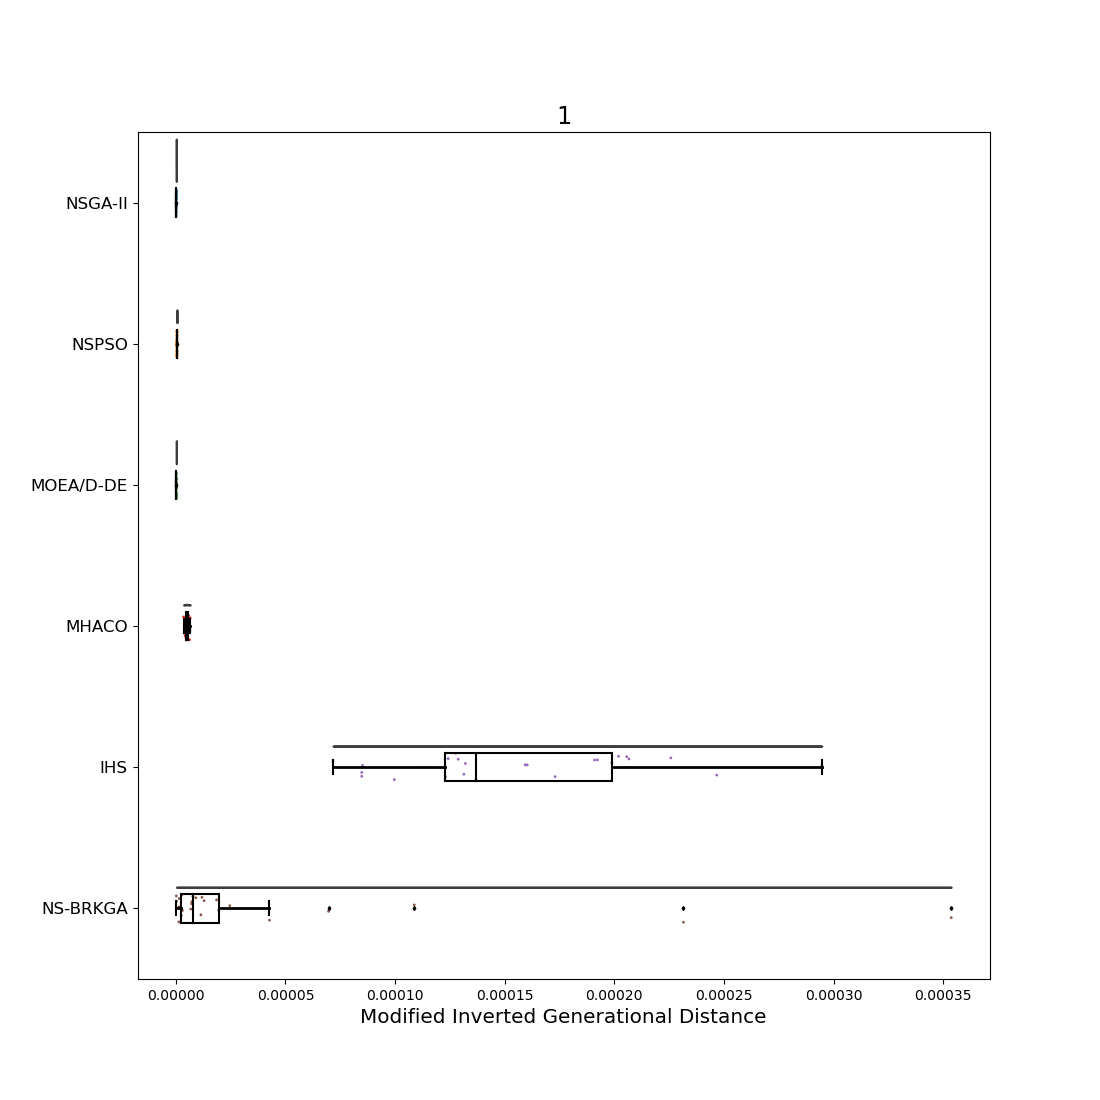 1
NSGA-II
NSPSO
MOEA/D-DE
MHACO
IHS
NS-BRKGA
0.00000 0.00005 0.00010 0.00015 0.00020 0.00025 0.00030 0.00035
Modified Inverted Generational Distance